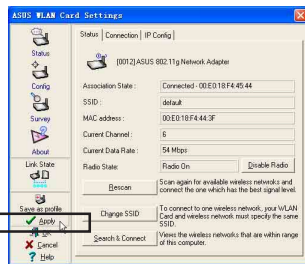 ASUS WLAN Card Settings
Status
Config
Survey
About
Link State
Save as profile
Apply
OK
Cancel
Help
Status Connection IP Config
[0012]ASUS 802.11g Network Adapter
Association State : Connected - 00:E0:18:F4:45:44
SSID : default
MAC address : 00:E0:18:F4:44:3F
Current Channel : 6
Current Data Rate : 54 Mbps
Radio State: Radio On Disable Radio
Rescan Scan again for available wireless networks and connect the one which has the best signal level.
Change SSID To connect to one wireless network, your WLAN Card and wireless network must specify the same SSID.
Search & Connect Views the wireless networks that are within range of this computer.